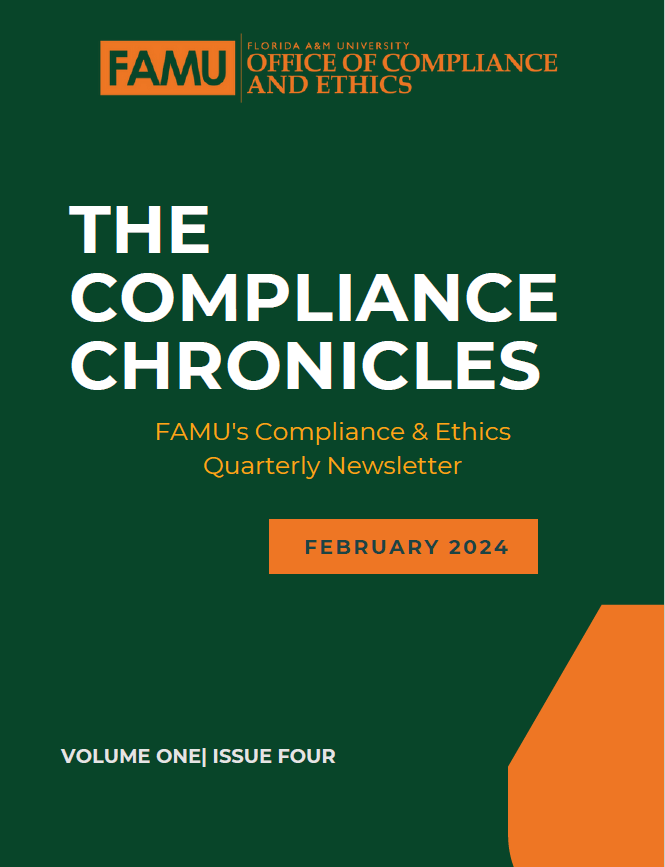 FAMU
FLORIDA A&M UNIVERSITY
OFFICE OF COMPLIANCE
AND ETHICS
THE
COMPLIANCE
CHRONICLES
FAMU's Compliance & Ethics
Quarterly Newsletter
FEBRUARY 2024
VOLUME ONE| ISSUE FOUR